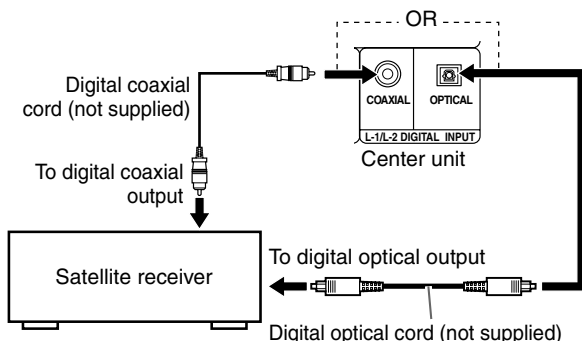 OR
Digital coaxial
cord (not supplied)
COAXIAL
OPTICAL
L-1/L-2 DIGITAL INPUT
Center unit
To digital coaxial
output
Satellite receiver
To digital optical output
Digital optical cord (not supplied)